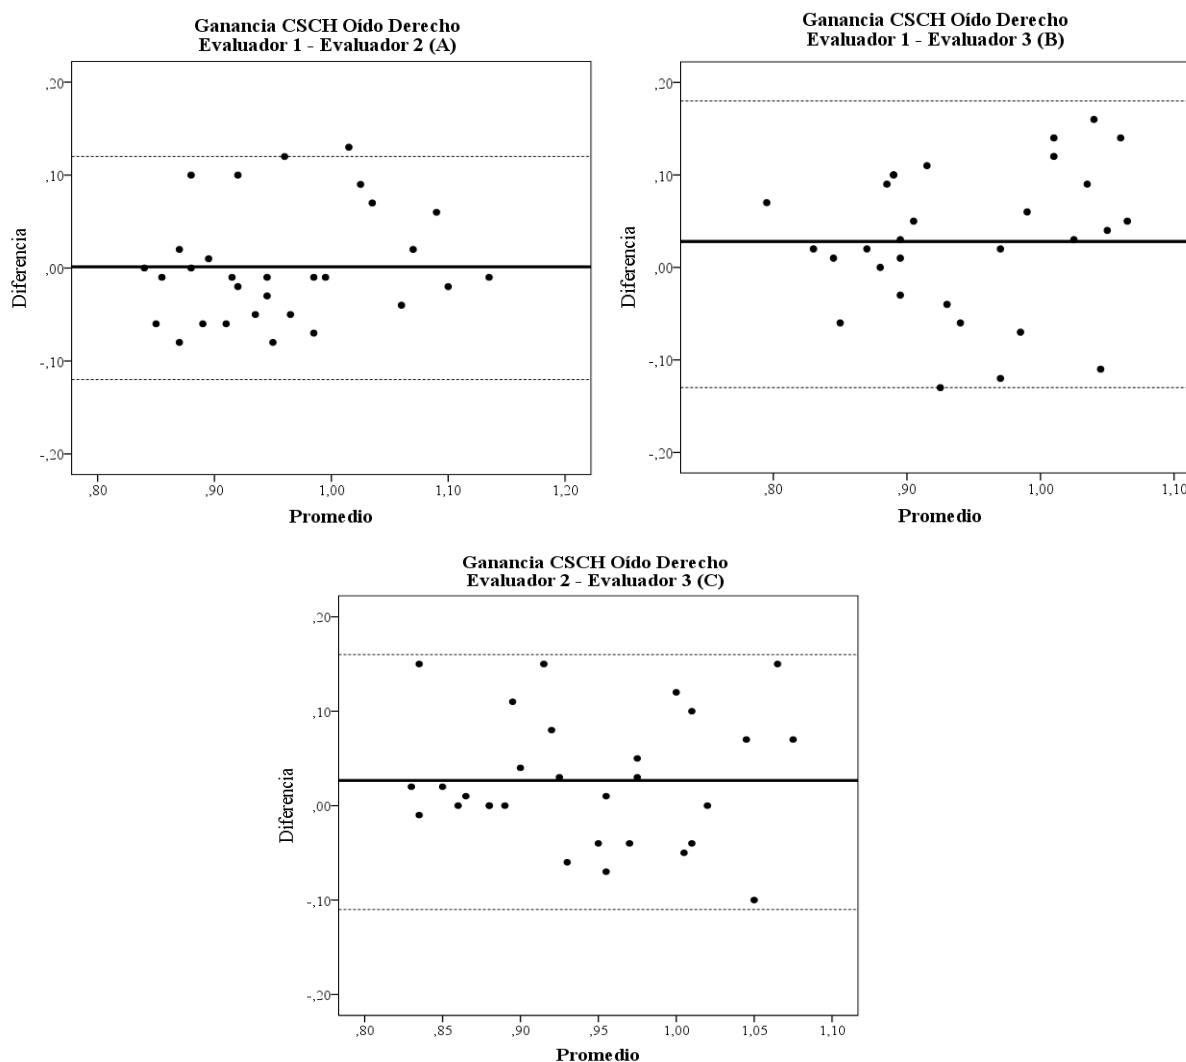 Ganancia CSCH Oído Derecho
Evaluador 1 - Evaluador 2 (A)
,20
,10
,00
-,10
-,20
Diferencia
,80 ,90 1,00 1,10 1,20
Promedio
Ganancia CSCH Oído Derecho
Evaluador 1 - Evaluador 3 (B)
,20
,10
,00
-,10
-,20
Diferencia
,80 ,90 1,00 1,10
Promedio
Ganancia CSCH Oído Derecho
Evaluador 2 - Evaluador 3 (C)
,20
,10
,00
-,10
-,20
Diferencia
,80 ,85 ,90 ,95 1,00 1,05 1,10
Promedio